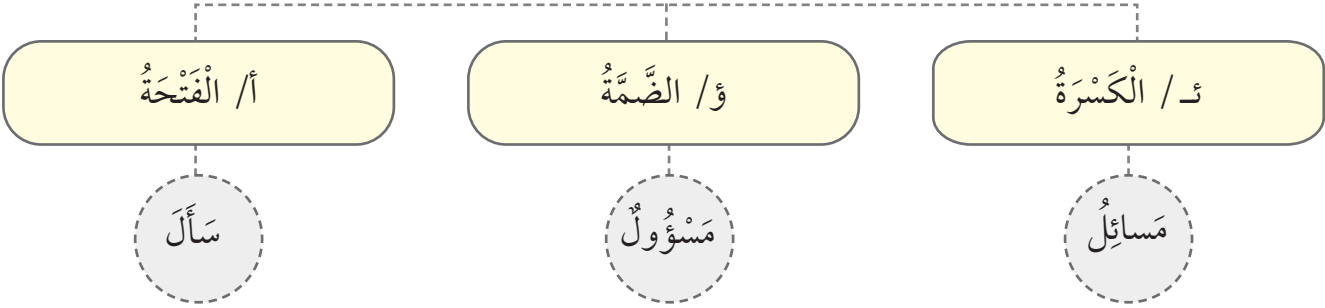 ئـ / الْكَسْرَةُ
ؤ/ الضَّمَّةُ
أ/ الْفَتْحَةُ
مَسائِلُ
مَسْؤُولٌ
سَأَلَ